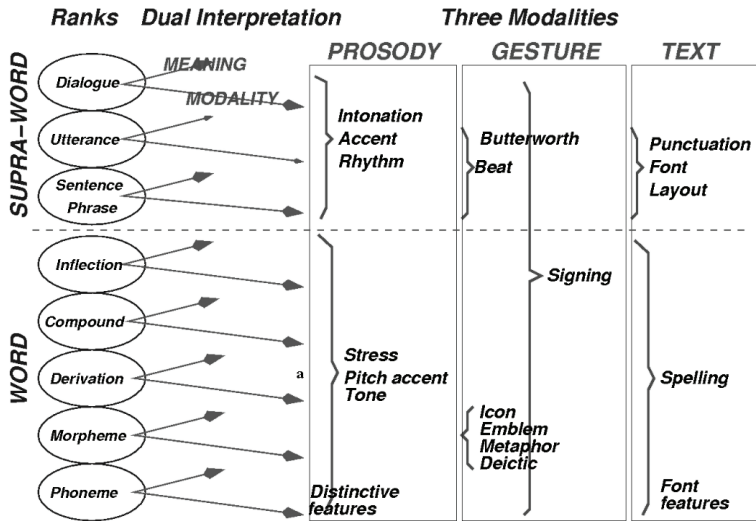 Ranks Dual Interpretation Three Modalities
PROSODY GESTURE TEXT
SUPRA-WORD
Dialogue
MEANING
MODALITY
Utterance
Sentence
Phrase
Intonation
Accent
Rhythm
Butterworth
Beat
Punctuation
Font
Layout
WORD
Inflection
Compound
Derivation
Morpheme
Phoneme
a
Stress
Pitch accent
Tone
Distinctive
features
Signing
Icon
Emblem
Metaphor
Deictic
Spelling
Font
features